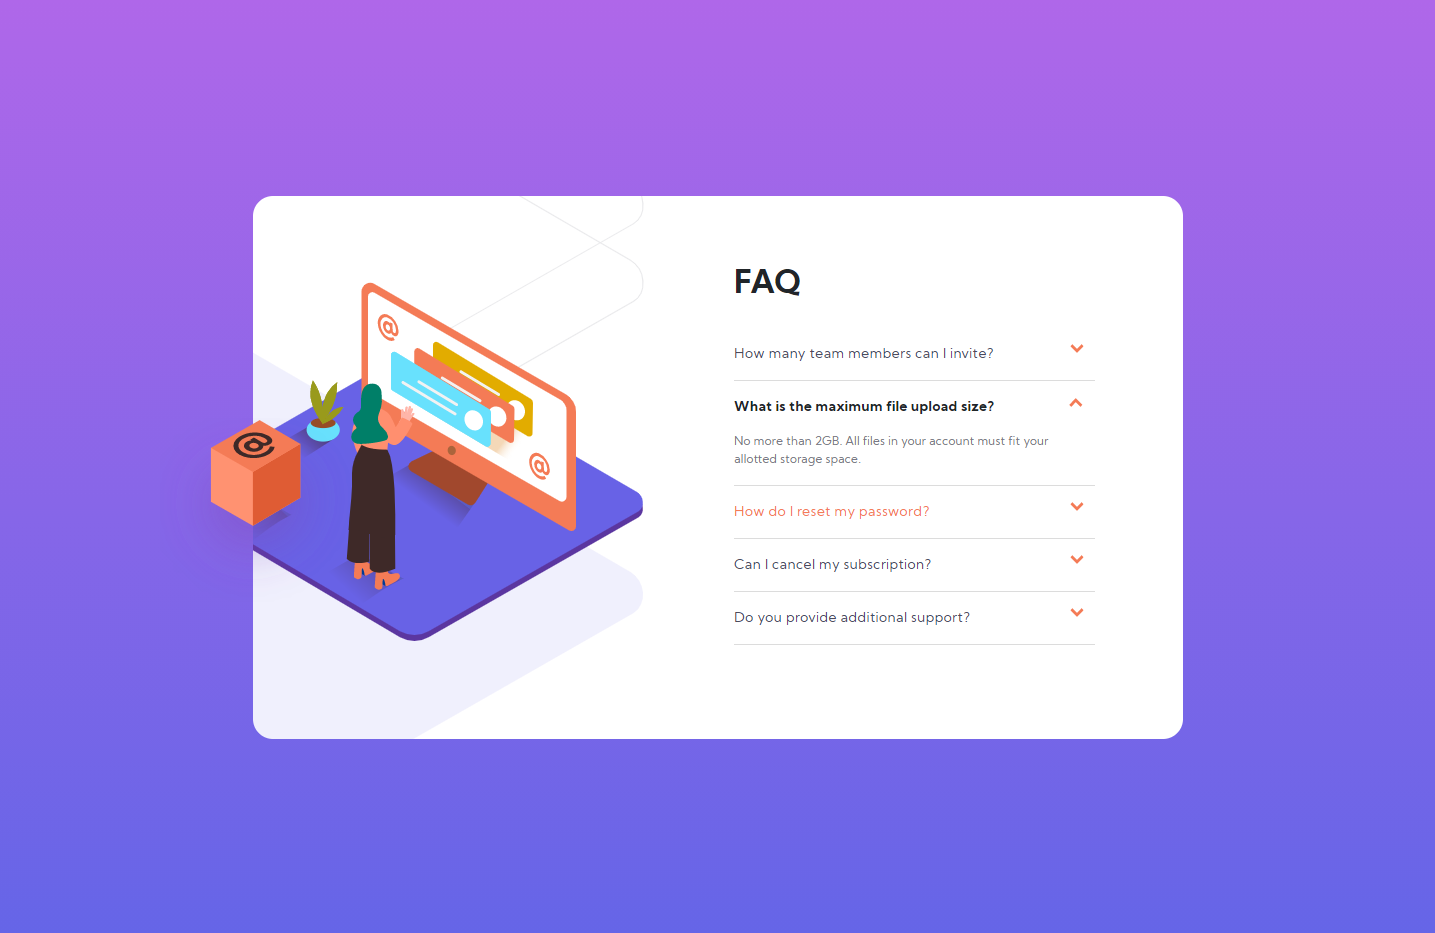 FAQ
How many team members can I invite?
What is the maximum file upload size?
No more than 2GB. All files in your account must fit your
allotted storage space.
How do I reset my password?
Can I cancel my subscription?
Do you provide additional support?
@
@
@